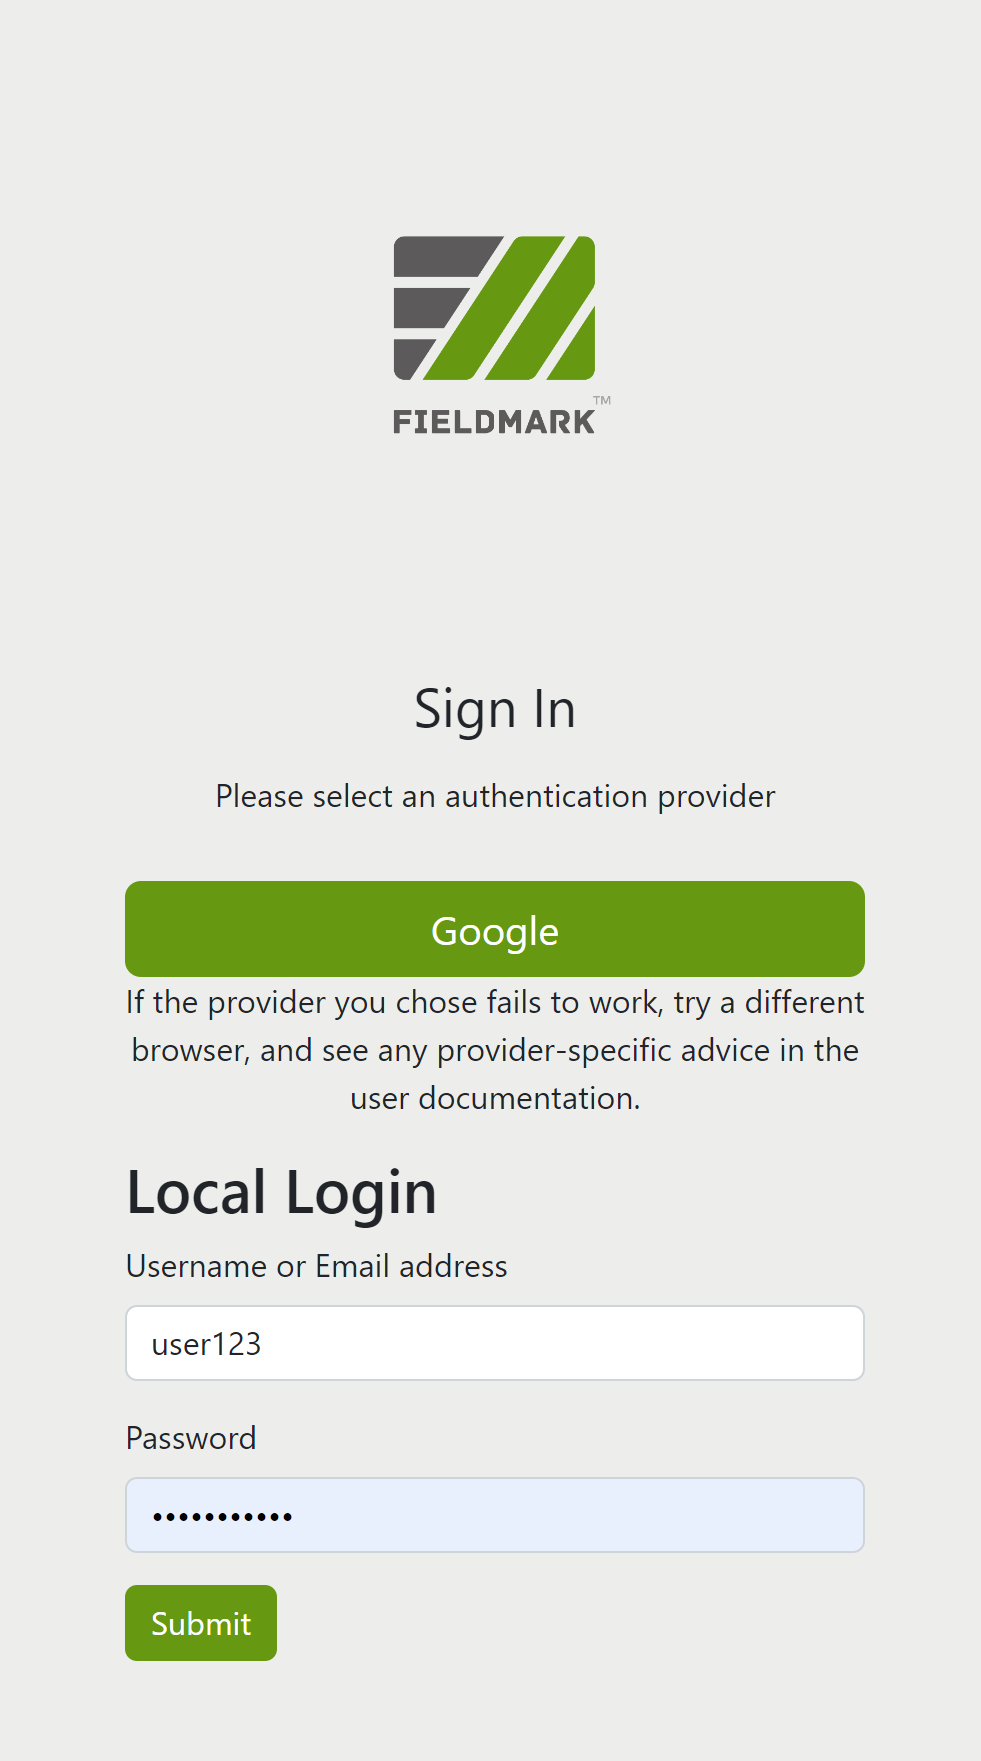 FIELDMARK™
Sign In
Please select an authentication provider
Google
If the provider you chose fails to work, try a different
browser, and see any provider-specific advice in the
user documentation.
Local Login
Username or Email address
user123
Password
•••••••••••
Submit